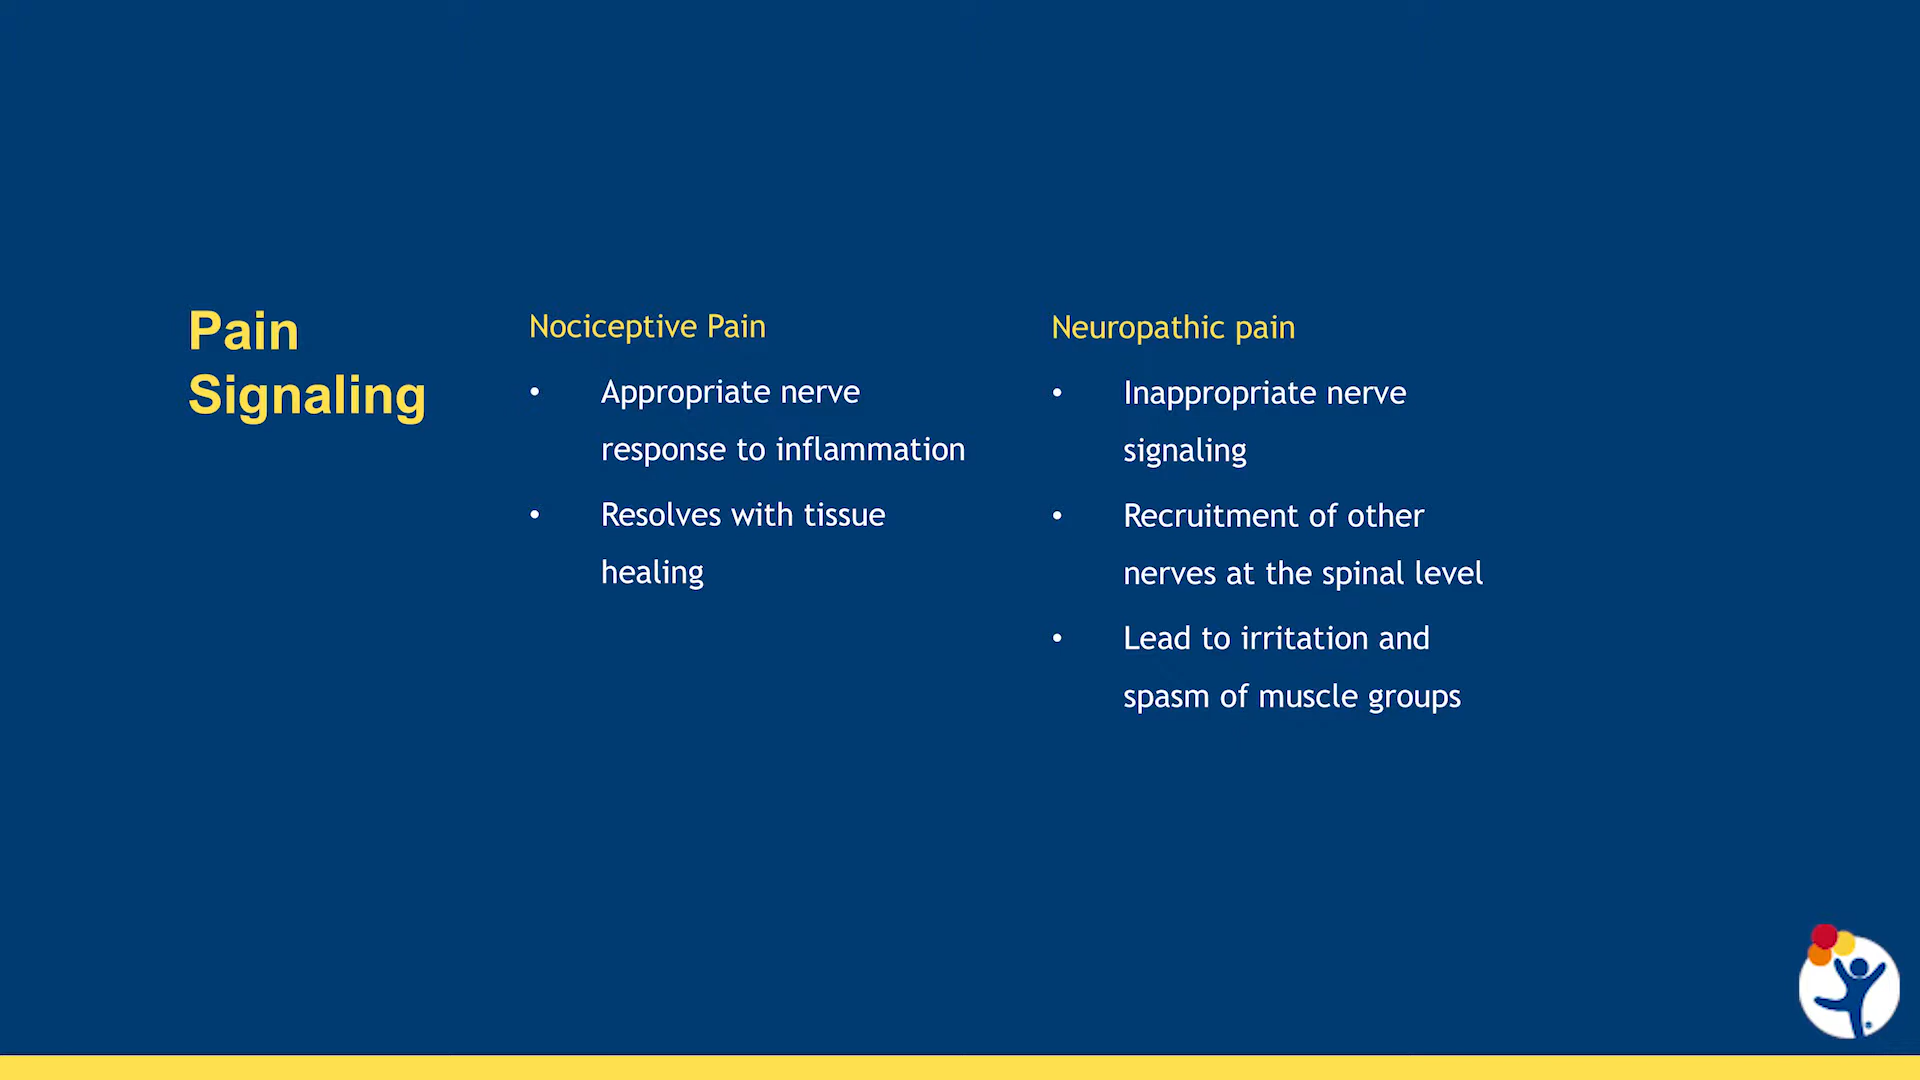 Pain
Signaling
Nociceptive Pain
• Appropriate nerve
response to inflammation
• Resolves with tissue
healing
Neuropathic pain
• Inappropriate nerve
signaling
• Recruitment of other
nerves at the spinal level
• Lead to irritation and
spasm of muscle groups